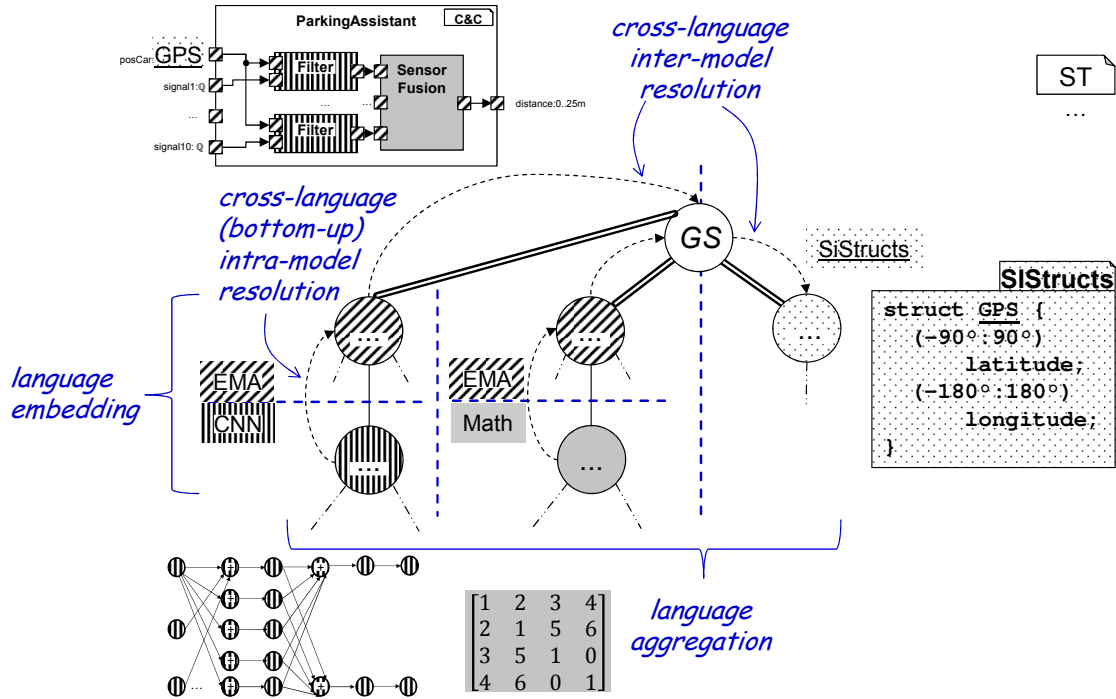 ParkingAssistant
C&C
posCar:
GPS
signal1:ℚ
...
signal10: ℚ
Filter
... ...
Filter
Sensor
Fusion
distance:0..25m
cross-language
inter-model
resolution
ST
...
cross-language
(bottom-up)
intra-model
resolution
GS
SiStructs
...
...
...
SIStructs
struct GPS {
(−90°:90°)
latitude;
(−180°:180°)
longitude;
}
language
embedding
EMA
CNN
EMA
Math
...
...
+ +
+
+
+
+ +
...
1 2 3 4
2 1 5 6
3 5 1 0
4 6 0 1
language
aggregation